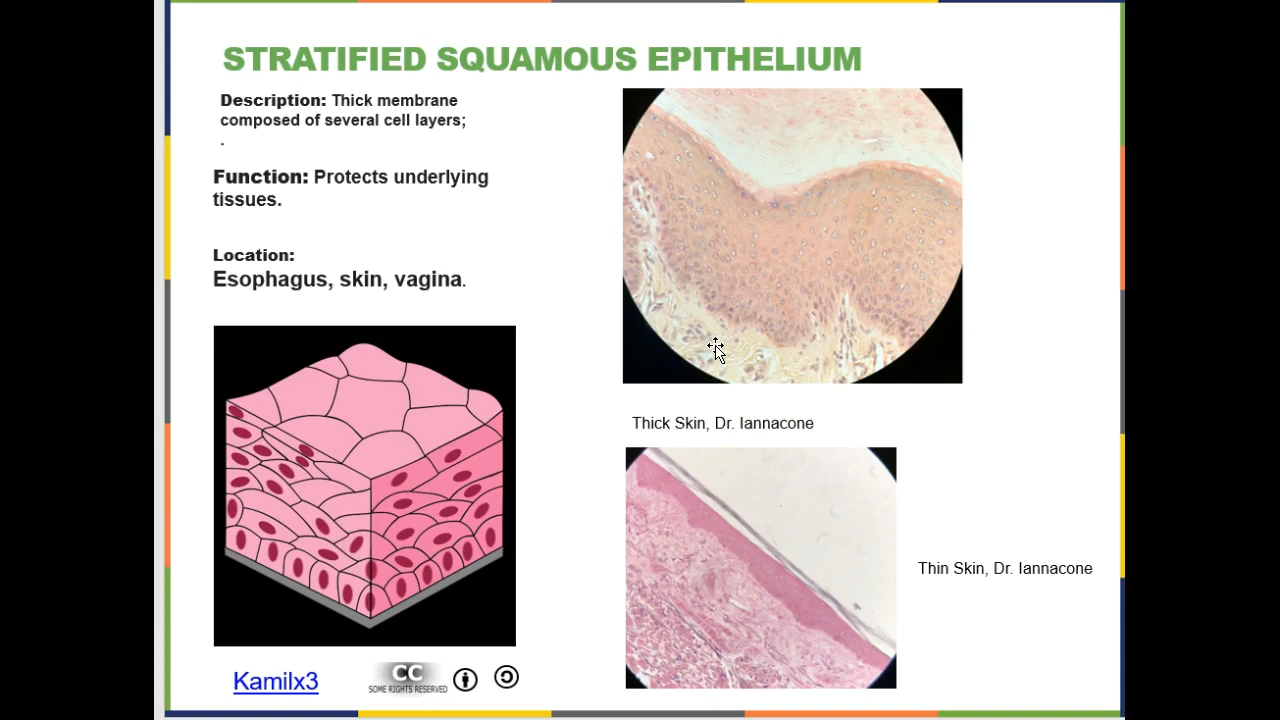 STRATIFIED SQUAMOUS EPITHELIUM
Description: Thick membrane
composed of several cell layers;
.
Function: Protects underlying
tissues.
Location:
Esophagus, skin, vagina.
Thick Skin, Dr. Iannacone
Thin Skin, Dr. Iannacone
Kamilx3
CC
SOME RIGHTS RESERVED